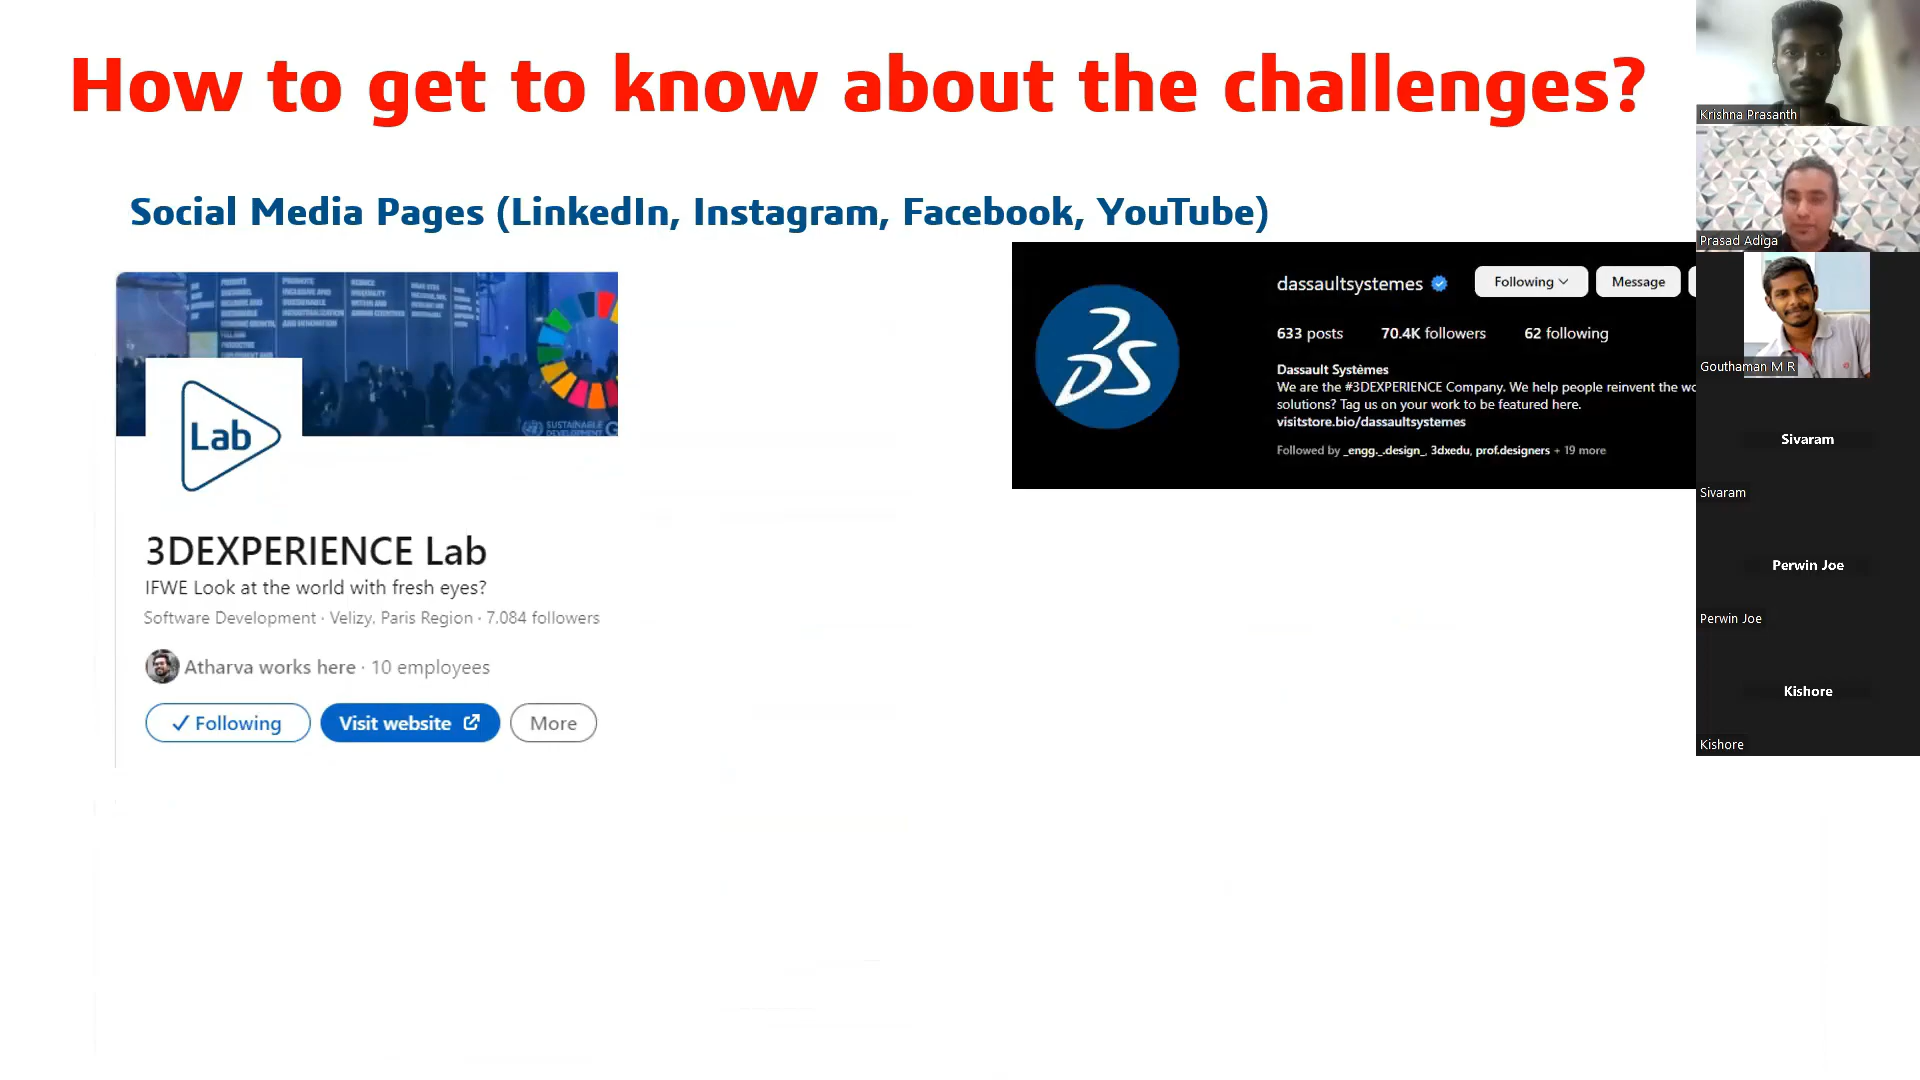 How to get to know about the challenges?
Social Media Pages (LinkedIn, Instagram, Facebook, YouTube)
SUSTAINABLE
DEVELOPMENT
Lab
3DEXPERIENCE Lab
IFWE Look at the world with fresh eyes?
Software Development · Velizy, Paris Region · 7,084 followers
Atharva works here · 10 employees
Following
Visit website
More
dassaultsystemes
Following
Message
633 posts 70.4K followers 62 following
Dassault Systèmes
We are the #3DEXPERIENCE Company. We help people reinvent the
solutions? Tag us on your work to be featured here.
visitstore.bio/dassaultsystemes
Followed by _engg._.design_, 3dxedu, prof.designers + 19 more
Krishna Prasanth
Prasad Adiga
Gouthaman M R
Sivaram
Sivaram
Perwin Joe
Perwin Joe
Kishore
Kishore